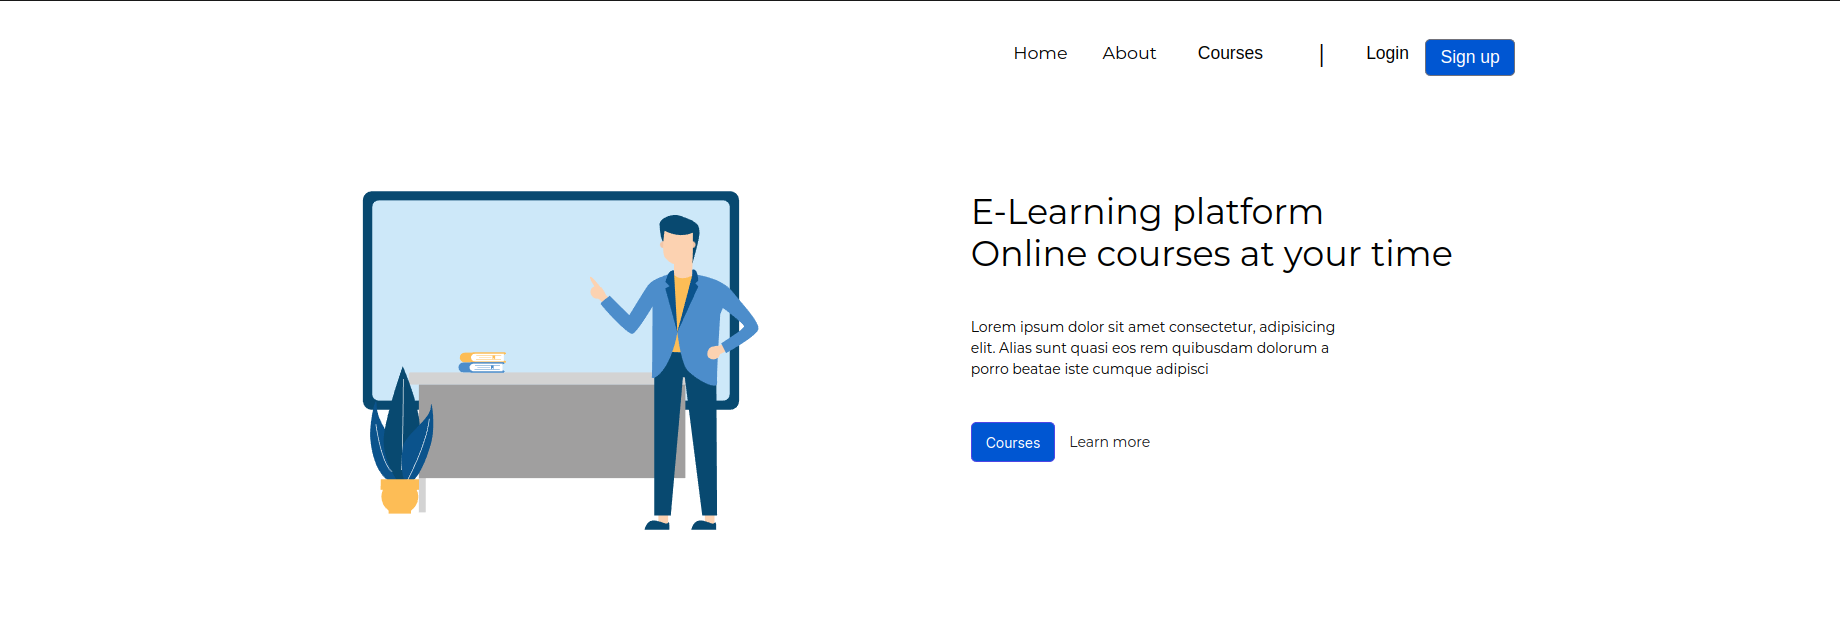 Home About Courses | Login Sign up
E-Learning platform
Online courses at your time
Lorem ipsum dolor sit amet consectetur, adipisicing
elit. Alias sunt quasi eos rem quibusdam dolorum a
porro beatae iste cumque adipisci
Courses Learn more